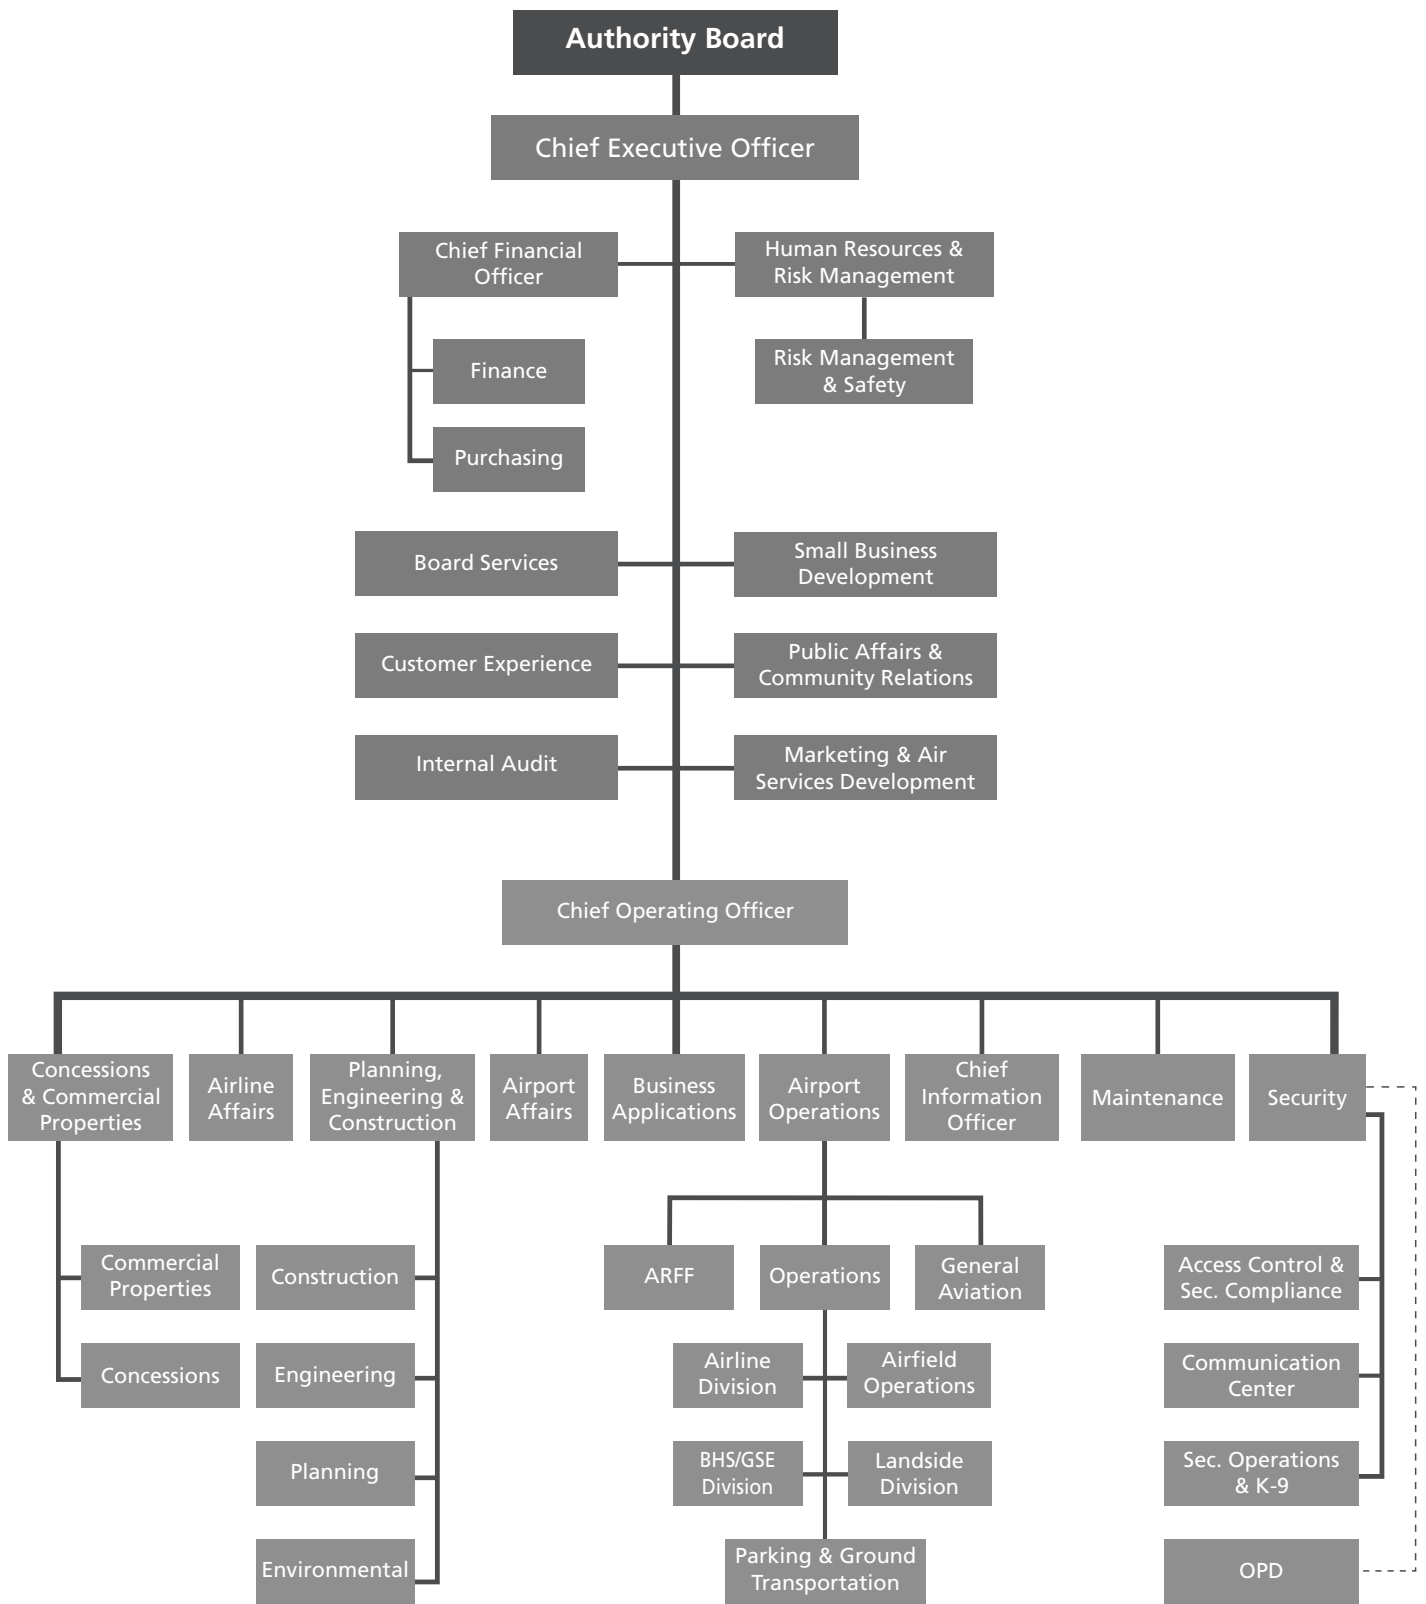 Authority Board
Chief Executive Officer
Chief Financial
Officer
Human Resources &
Risk Management
Finance
Risk Management
& Safety
Purchasing
Board Services
Small Business
Development
Customer Experience
Public Affairs &
Community Relations
Internal Audit
Marketing & Air
Services Development
Chief Operating Officer
Concessions
& Commercial
Properties
Airline
Affairs
Planning,
Engineering &
Construction
Airport
Affairs
Business
Applications
Airport
Operations
Chief
Information
Officer
Maintenance
Security
Commercial
Properties
Construction
ARFF
Operations
General
Aviation
Access Control &
Sec. Compliance
Concessions
Engineering
Airline
Division
Airfield
Operations
Communication
Center
Planning
BHS/GSE
Division
Landside
Division
Sec. Operations
& K-9
Environmental
Parking & Ground
Transportation
OPD